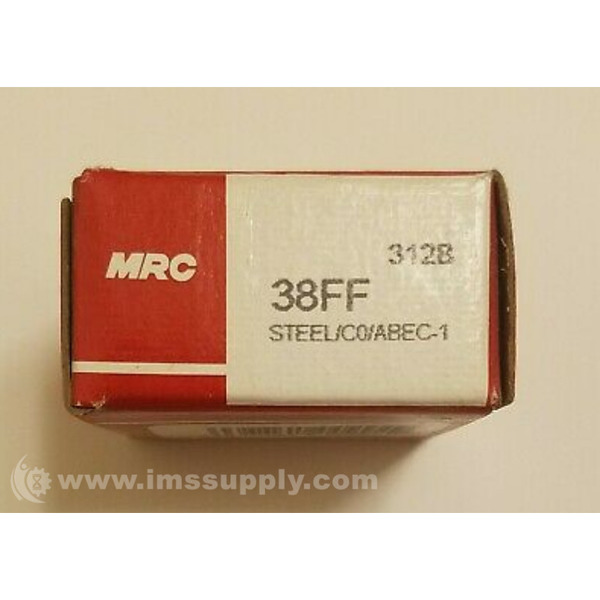 MRC
312B
38FF
STEEL/C0/ABEC-1
www.imssupply.com